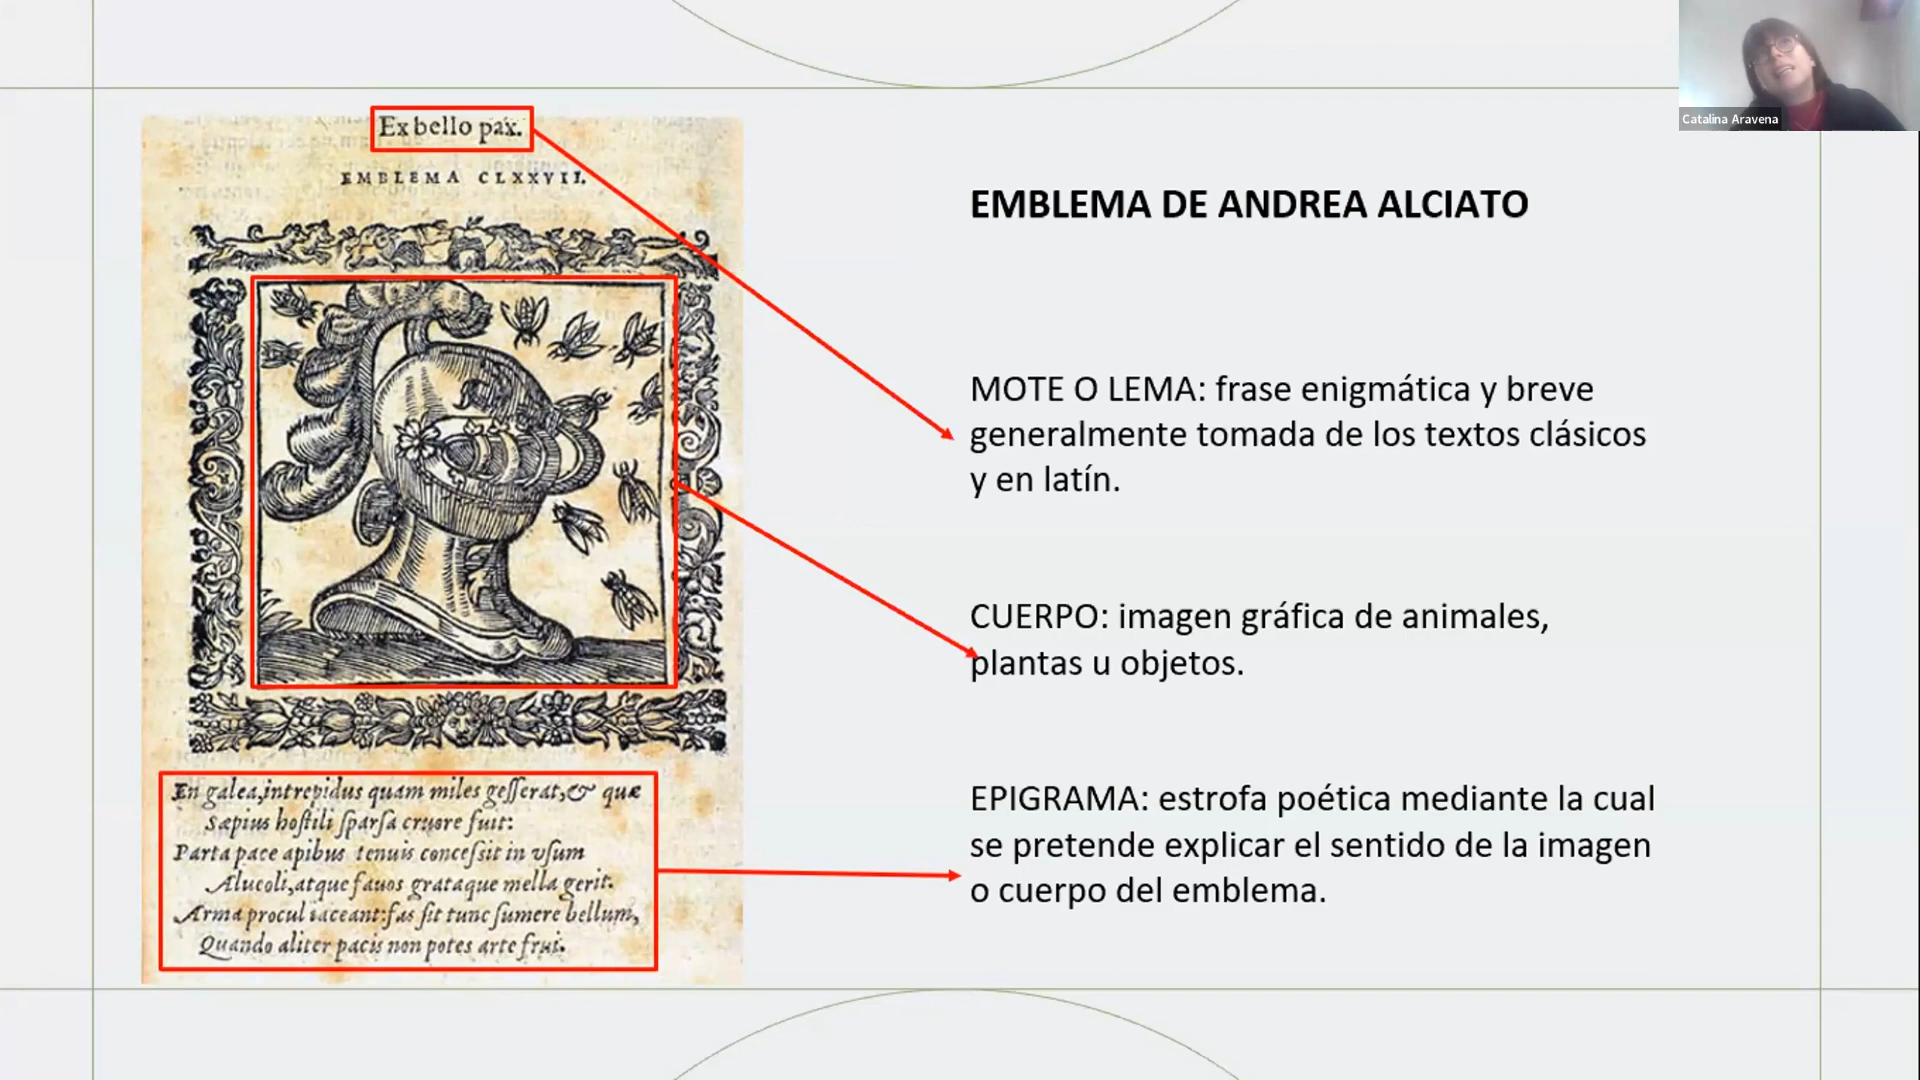 Catalina Aravena
Ex bello pax.
EMBLEMA CLXXVII.
En galea, intrepidus quam miles geſſerat, & quæ
Sæpius hoſtili ſparſa cruore fuit:
Parta pace apibus tenuis conceſsit in vſum
Alueoli, atque fauos grataque mella gerit.
Arma procul iaceant: fas ſit tunc ſumere bellum,
Quando aliter pacis non potes arte frui.
EMBLEMA DE ANDREA ALCIATO
MOTE O LEMA: frase enigmática y breve
generalmente tomada de los textos clásicos
y en latín.
CUERPO: imagen gráfica de animales,
plantas u objetos.
EPIGRAMA: estrofa poética mediante la cual
se pretende explicar el sentido de la imagen
o cuerpo del emblema.